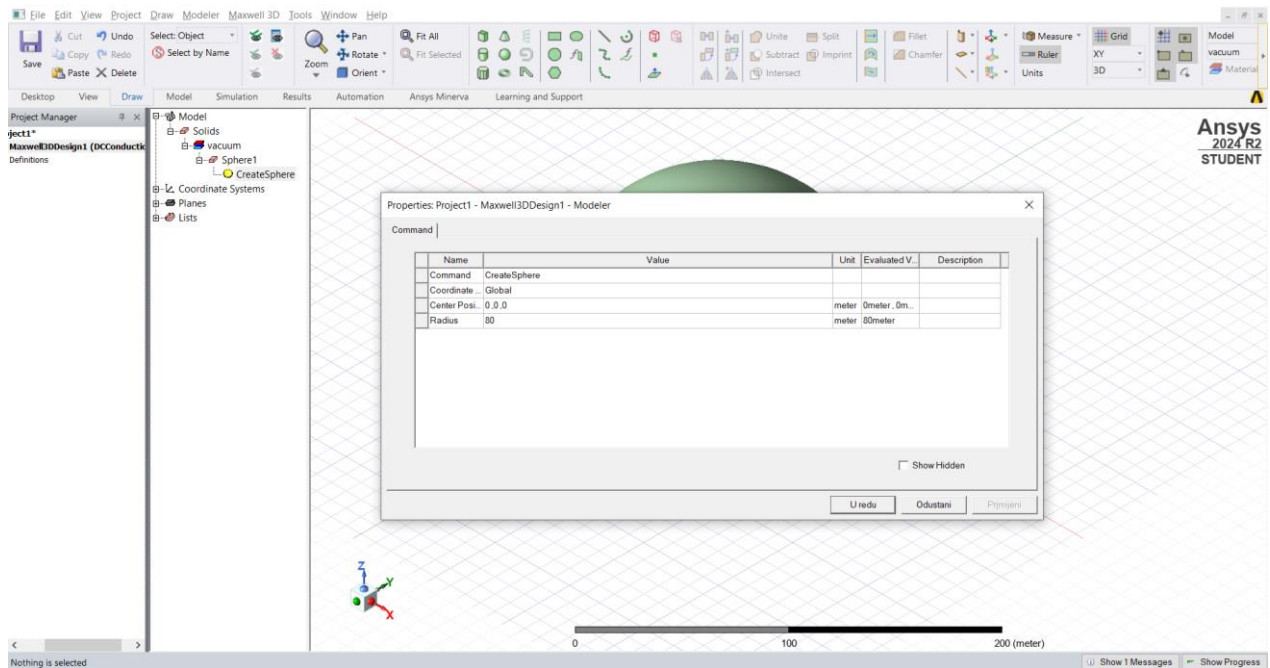 File Edit View Project Draw Modeler Maxwell 3D Tools Window Help
Save
Cut
Copy
Paste
Undo
Redo
Delete
Select: Object
Select by Name
Zoom
Pan
Rotate
Orient
Fit All
Fit Selected
Unite
Subtract
Intersect
Split
Imprint
Fillet
Chamfer
Measure
Ruler
Units
Grid
XY
3D
Model
vacuum
Material
Desktop View Draw Model Simulation Results Automation Ansys Minerva Learning and Support
Project Manager
ject1*
Maxwell3DDesign1 (DCConductic
Definitions
Model
Solids
vacuum
Sphere1
CreateSphere
Coordinate Systems
Planes
Lists
Ansys
2024 R2
STUDENT
Properties: Project1 - Maxwell3DDesign1 - Modeler
Command
Name Value Unit Evaluated V... Description
Command CreateSphere
Coordinate ... Global
Center Posi... 0 ,0 ,0 meter 0meter , 0m...
Radius 80 meter 80meter
Show Hidden
U redu Odustani Primijeni
Z
Y
X
0 100 200 (meter)
Nothing is selected
Show 1 Messages Show Progress